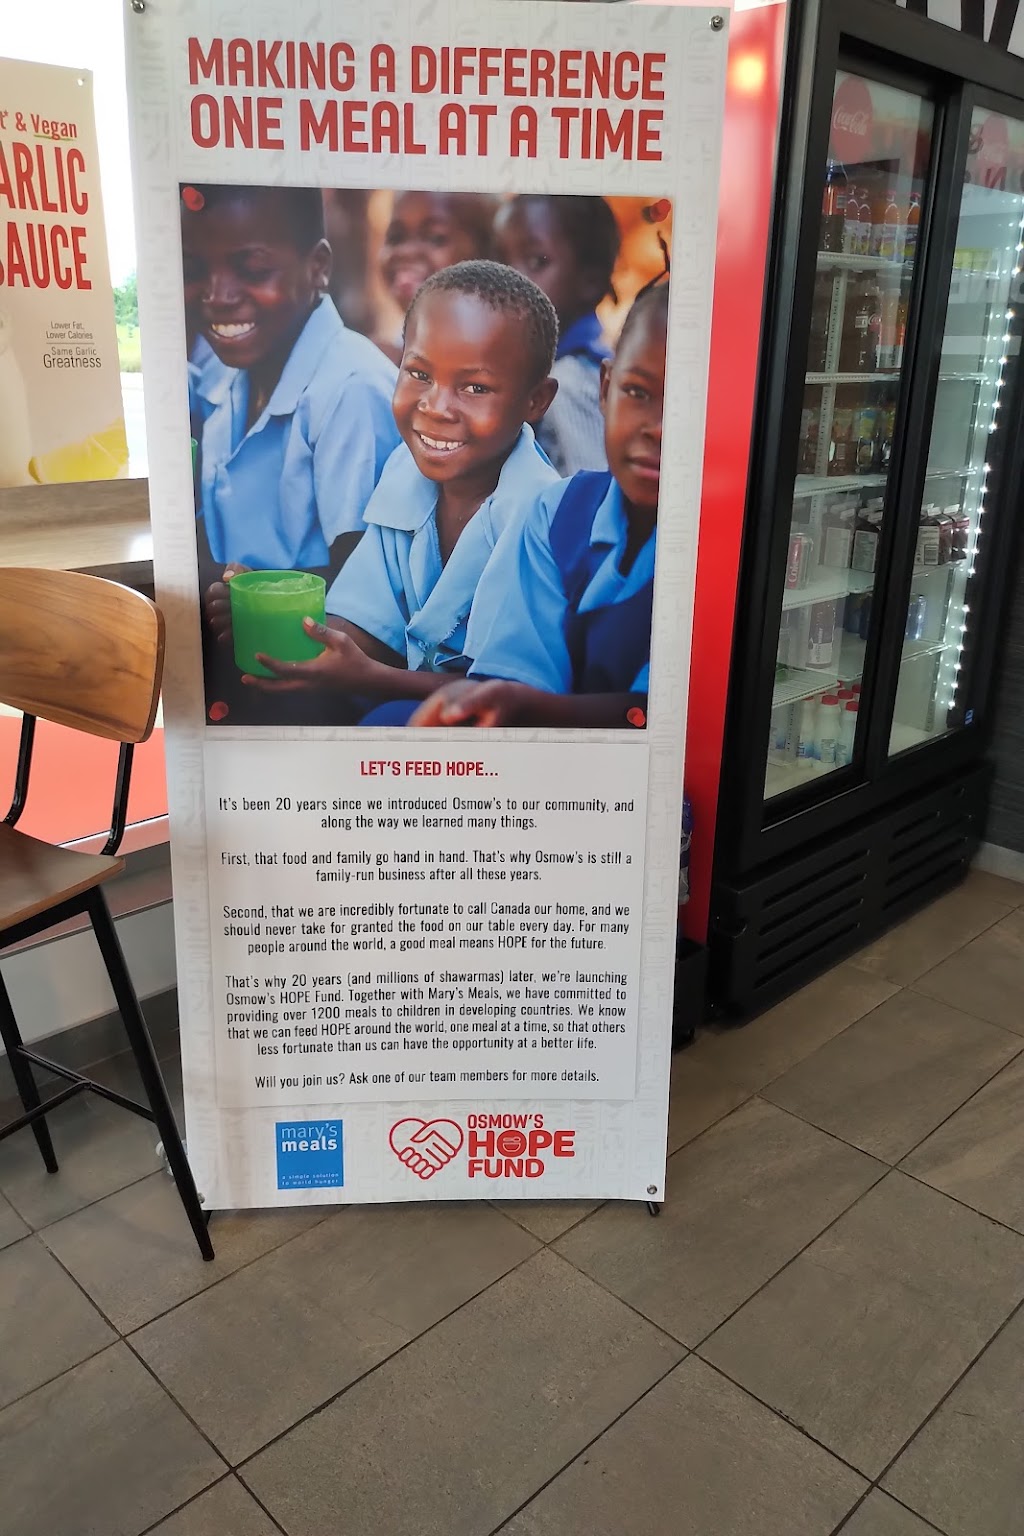 MAKING A DIFFERENCE
ONE MEAL AT A TIME
LET'S FEED HOPE...
It's been 20 years since we introduced Osmow's to our community, and
along the way we learned many things.
First, that food and family go hand in hand. That's why Osmow's is still a
family-run business after all these years.
Second, that we are incredibly fortunate to call Canada our home, and we
should never take for granted the food on our table every day. For many
people around the world, a good meal means HOPE for the future.
That's why 20 years (and millions of shawarmas) later, we're launching
Osmow's HOPE Fund. Together with Mary's Meals, we have committed to
providing over 1200 meals to children in developing countries. We know
that we can feed HOPE around the world, one meal at a time, so that others
less fortunate than us can have the opportunity at a better life.
Will you join us? Ask one of our team members for more details.
mary's
meals
a simple solution
to world hunger
OSMOW'S
HOPE
FUND
& Vegan
ARLIC
SAUCE
Lower Fat,
Lower Calories
Same Garlic
Greatness
Coca-Cola